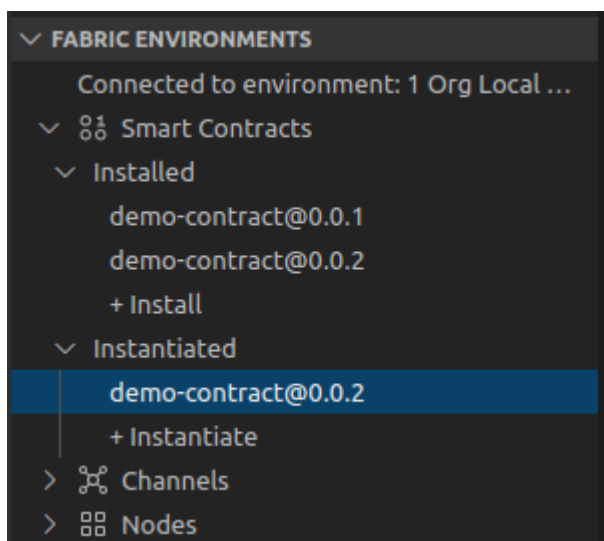 FABRIC ENVIRONMENTS
Connected to environment: 1 Org Local ...
Smart Contracts
Installed
demo-contract@0.0.1
demo-contract@0.0.2
+ Install
Instantiated
demo-contract@0.0.2
+ Instantiate
Channels
Nodes